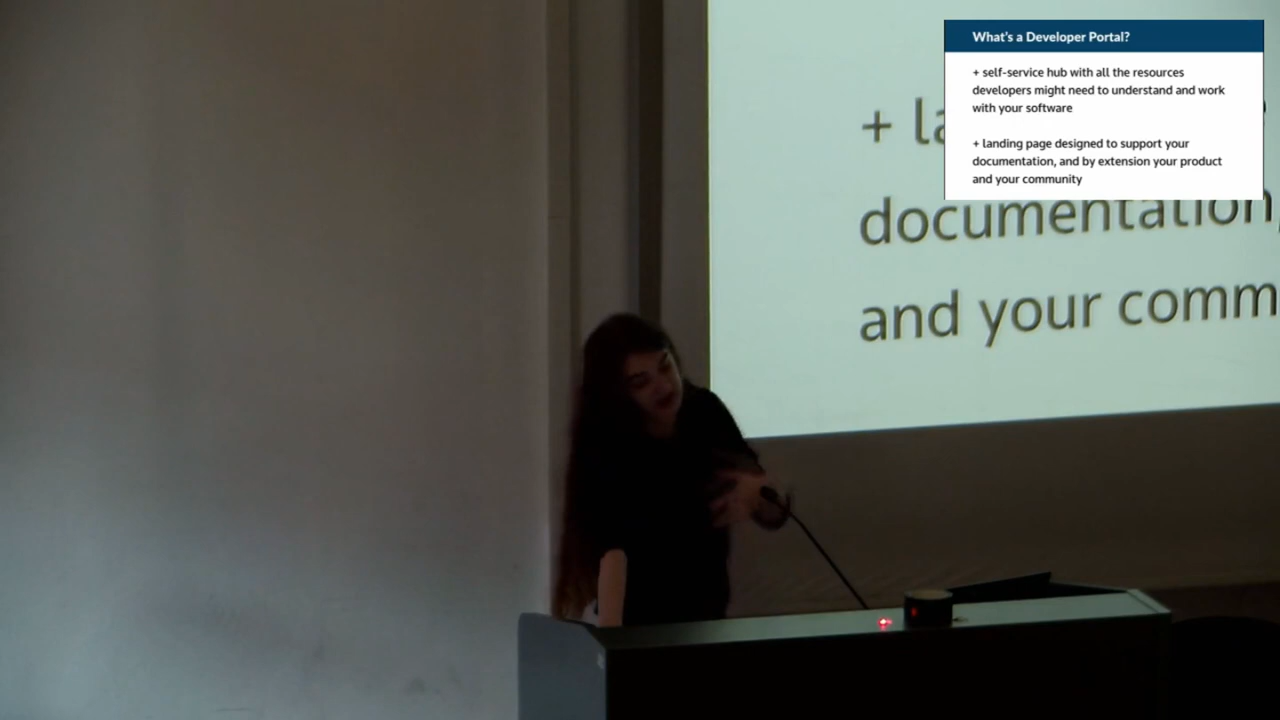 What's a Developer Portal?
+ self-service hub with all the resources
developers might need to understand and work
with your software
+ landing page designed to support your
documentation, and by extension your product
and your community
+ la
documentation,
and your comm